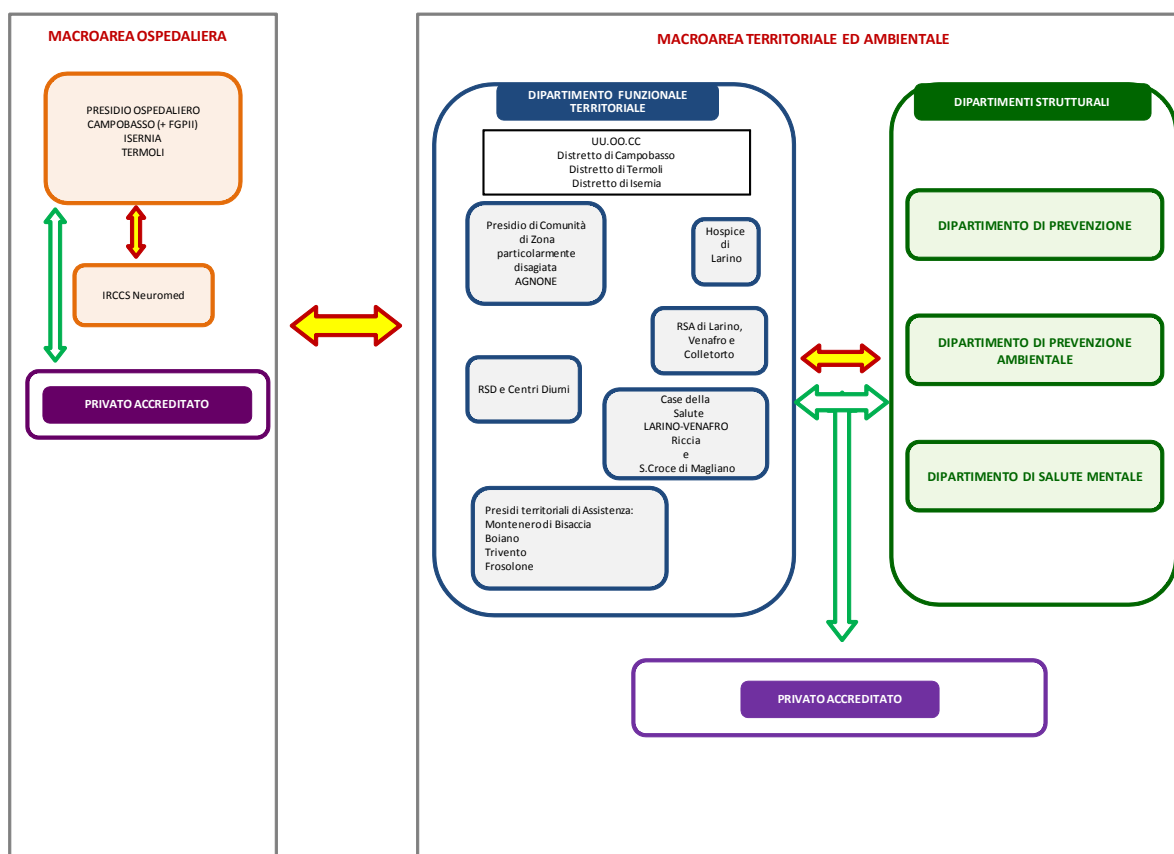 MACROAREA OSPEDALIERA
PRESIDIO OSPEDALIERO
CAMPOBASSO (+ FGPII)
ISERNIA
TERMOLI
IRCCS Neuromed
PRIVATO ACCREDITATO
MACROAREA TERRITORIALE ED AMBIENTALE
DIPARTIMENTO FUNZIONALE
TERRITORIALE
UU.OO.CC
Distretto di Campobasso
Distretto di Termoli
Distretto di Isernia
Presidio di Comunità
di Zona
particolarmente
disagiata
AGNONE
Hospice
di
Larino
RSA di Larino,
Venafro e
Colletorto
RSD e Centri Diurni
Case della
Salute
LARINO-VENAFRO
Riccia
e
S.Croce di Magliano
Presidi territoriali di Assistenza:
Montenero di Bisaccia
Boiano
Trivento
Frosolone
DIPARTIMENTI STRUTTURALI
DIPARTIMENTO DI PREVENZIONE
DIPARTIMENTO DI PREVENZIONE
AMBIENTALE
DIPARTIMENTO DI SALUTE MENTALE
PRIVATO ACCREDITATO